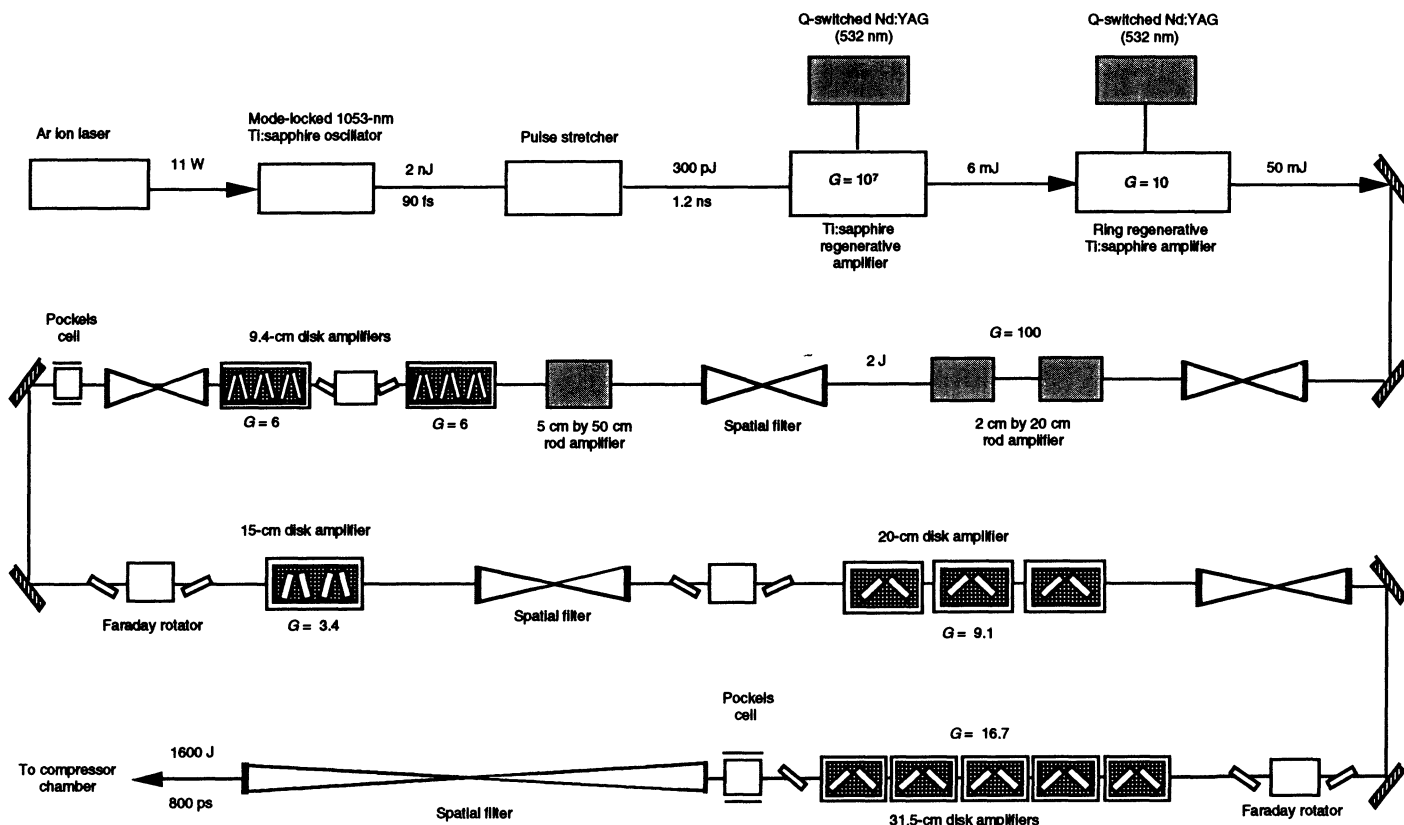 Q-switched Nd:YAG
(532 nm)
Q-switched Nd:YAG
(532 nm)
Ar ion laser
Mode-locked 1053-nm
Ti:sapphire oscillator
Pulse stretcher
11 W
2 nJ
90 fs
300 pJ
1.2 ns
G = 10⁷
6 mJ
G = 10
50 mJ
Ti:sapphire
regenerative
amplifier
Ring regenerative
Ti:sapphire amplifier
Pockels
cell
9.4-cm disk amplifiers
G = 100
2 J
G = 6
G = 6
5 cm by 50 cm
rod amplifier
Spatial filter
2 cm by 20 cm
rod amplifier
15-cm disk amplifier
20-cm disk amplifier
Faraday rotator
G = 3.4
Spatial filter
G = 9.1
Pockels
cell
G = 16.7
To compressor
chamber
1600 J
800 ps
Spatial filter
31.5-cm disk amplifiers
Faraday rotator